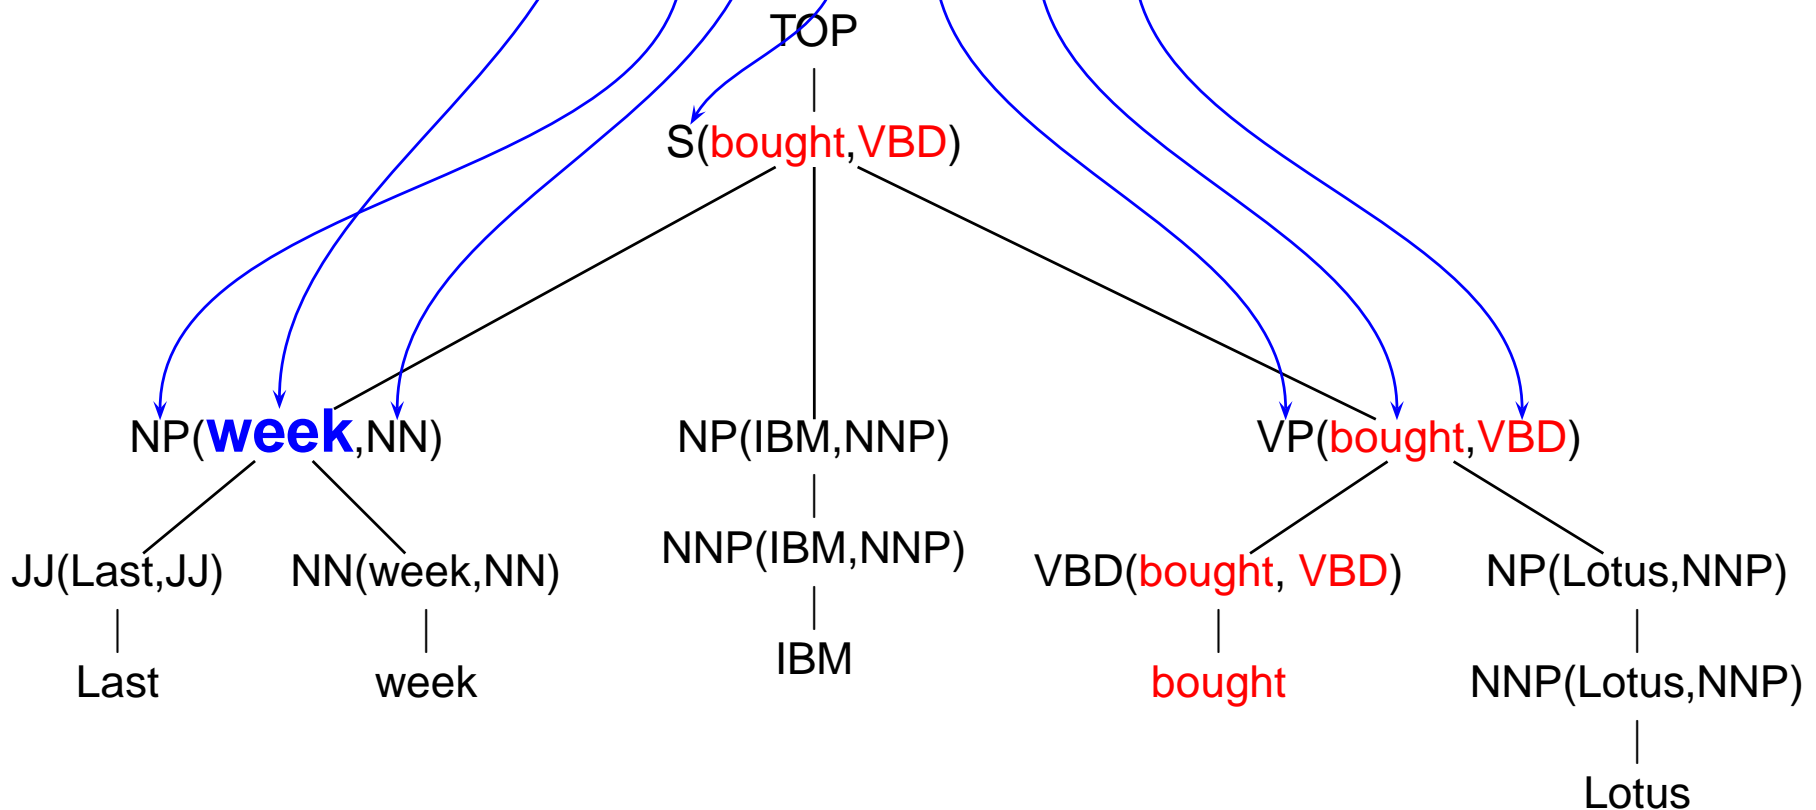 TOP
S(bought,VBD)
NP(week,NN) NP(IBM,NNP) VP(bought,VBD)
JJ(Last,JJ) NN(week,NN) NNP(IBM,NNP) VBD(bought, VBD) NP(Lotus,NNP)
Last week IBM bought NNP(Lotus,NNP)
Lotus